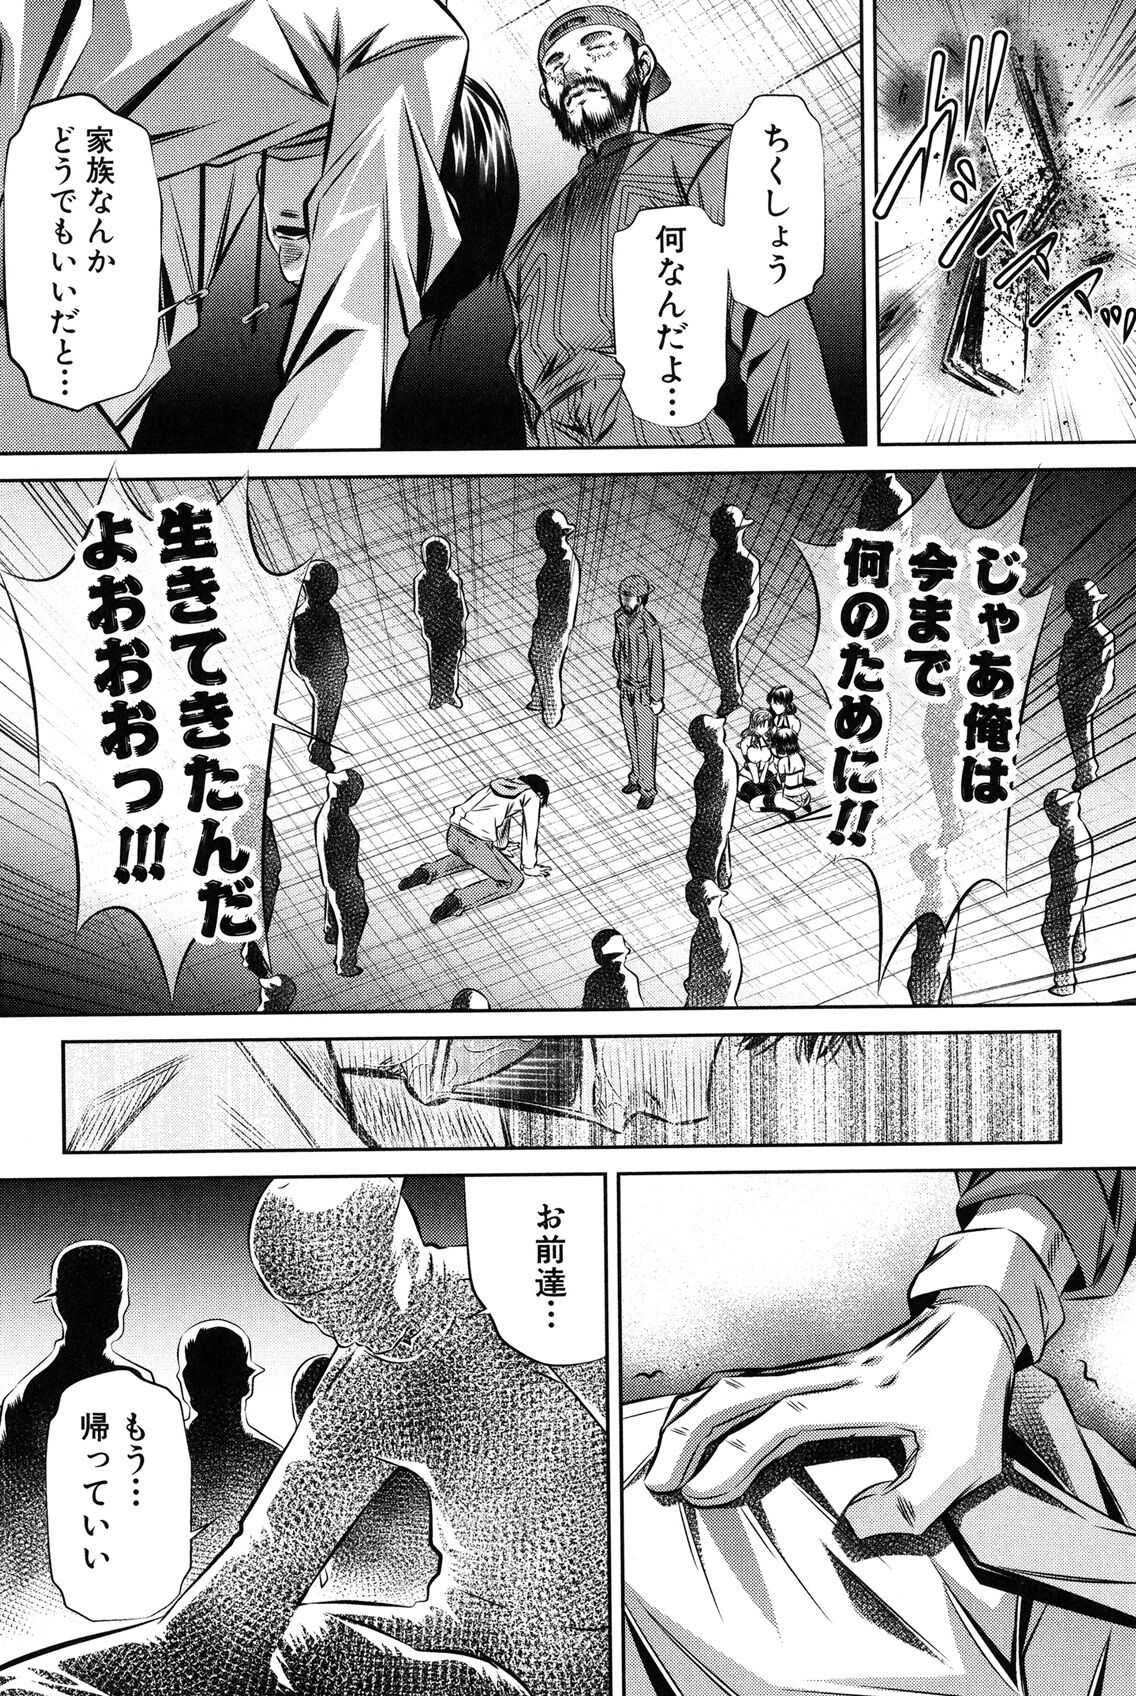 ガリッ
ガシャァァ…
ちくしょう
何なんだよ…
家族なんか
どうでもいいだと…
じゃあ俺は
今まで
何のために!!
生きてきたんだ
よおおおおっ!!!
お前達…
もう…
帰っていい